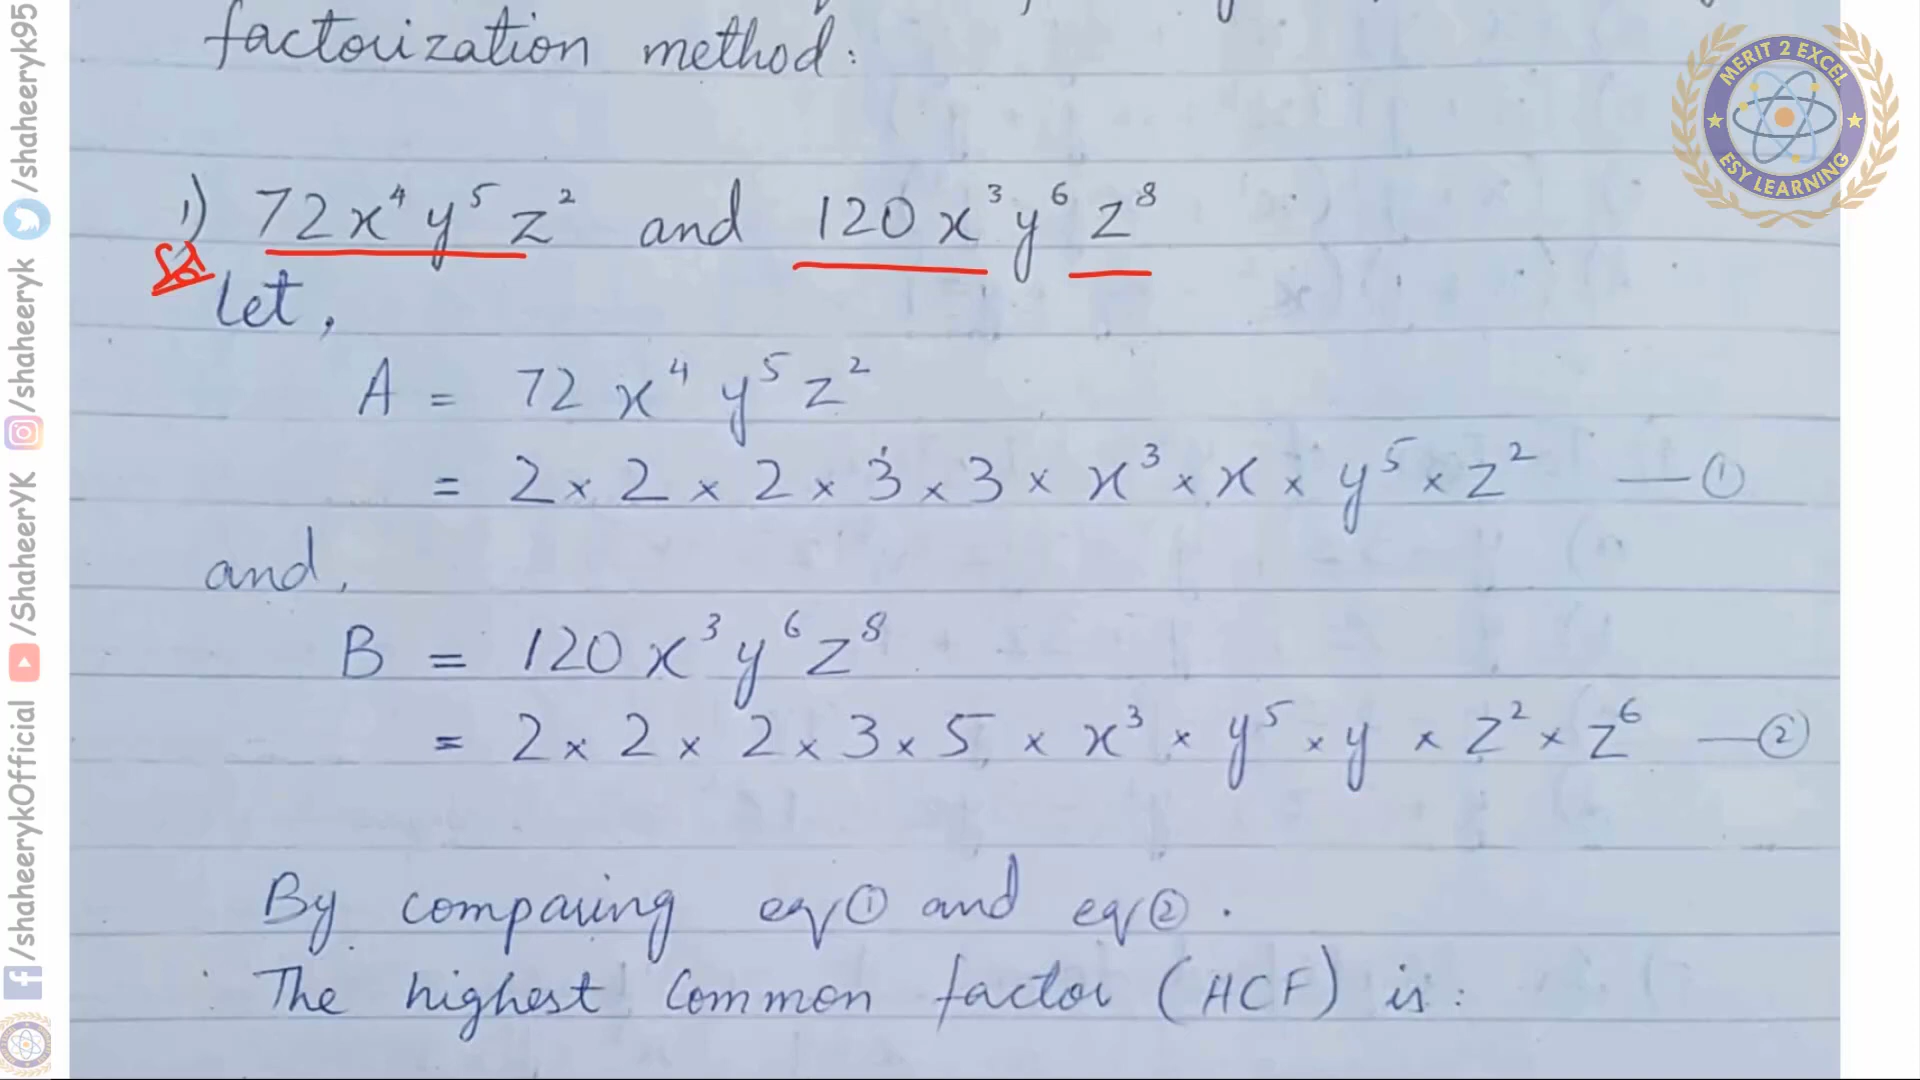 factorization method:
1) 72x⁴y⁵z² and 120x³y⁶z⁸
Sol
Let,
A = 72x⁴y⁵z²
= 2×2×2×3×3×x³×x×y⁵×z² —①
and,
B = 120x³y⁶z⁸
= 2×2×2×3×5×x³×y⁵×y×z²×z⁶ —②
By comparing eq① and eq②.
The highest Common factor (HCF) is:
MERIT 2 EXCEL
ESY LEARNING
/shaheerykOfficial
/ShaheerYK
/shaheeryk
/shaheeryk95